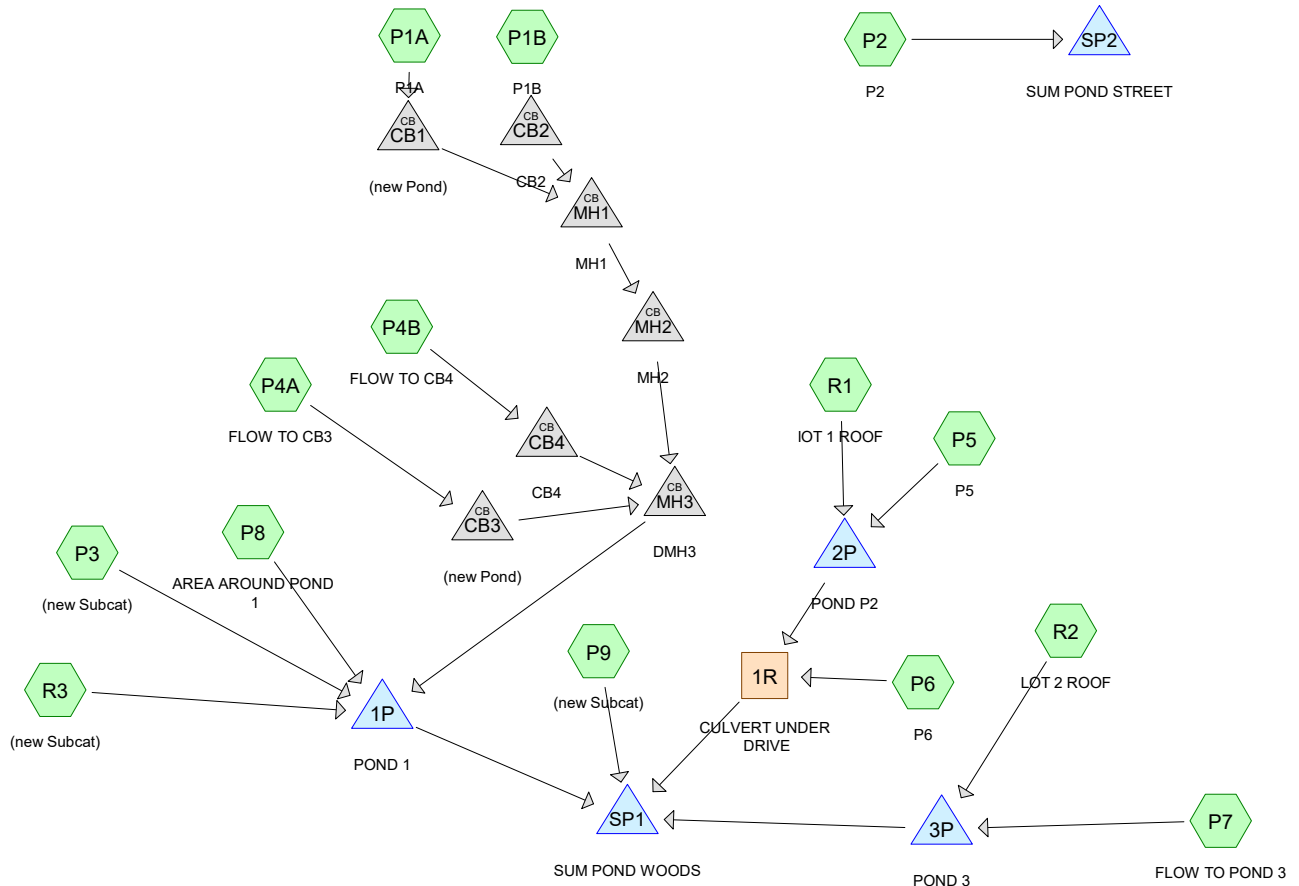 P1A
P1A
P1B
P1B
P2
P2
SP2
SUM POND STREET
CB
CB1
(new Pond)
CB
CB2
CB2
CB
MH1
MH1
CB
MH2
MH2
P4B
FLOW TO CB4
P4A
FLOW TO CB3
CB
CB4
CB4
CB
CB3
(new Pond)
CB
MH3
DMH3
R1
lOT 1 ROOF
P5
P5
2P
POND P2
P3
(new Subcat)
P8
AREA AROUND POND
1
R3
(new Subcat)
1P
POND 1
P9
(new Subcat)
1R
CULVERT UNDER
DRIVE
P6
P6
R2
LOT 2 ROOF
SP1
SUM POND WOODS
3P
POND 3
P7
FLOW TO POND 3